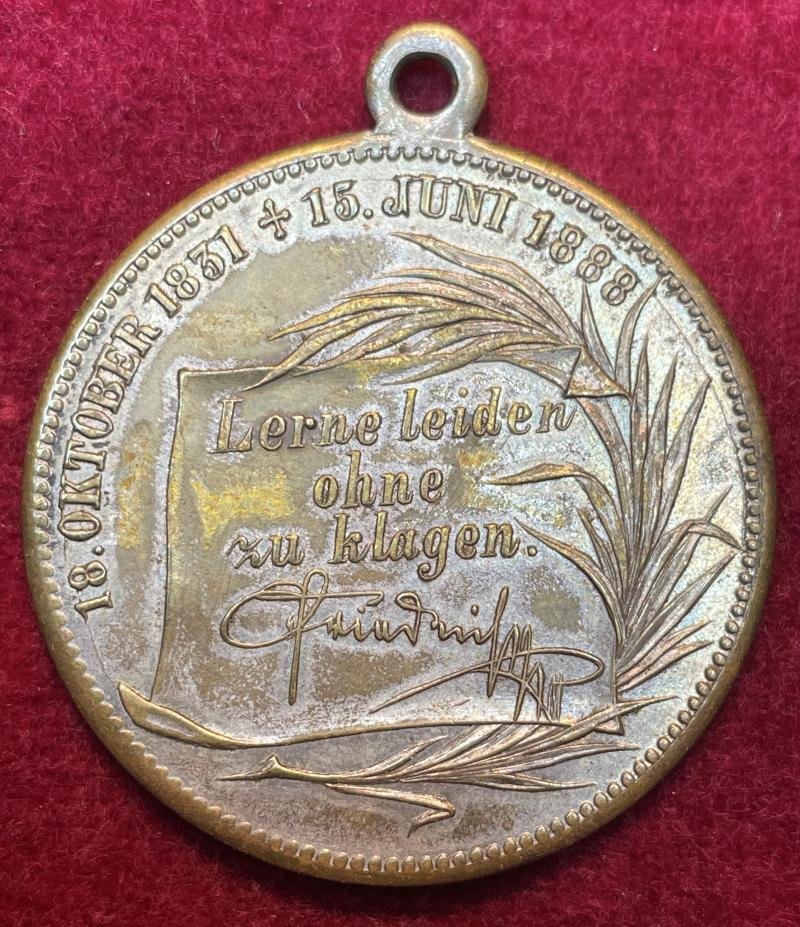 18. OKTOBER 1831 ✝ 15. JUNI 1888
Lerne leiden
ohne
zu klagen.
Friedrich